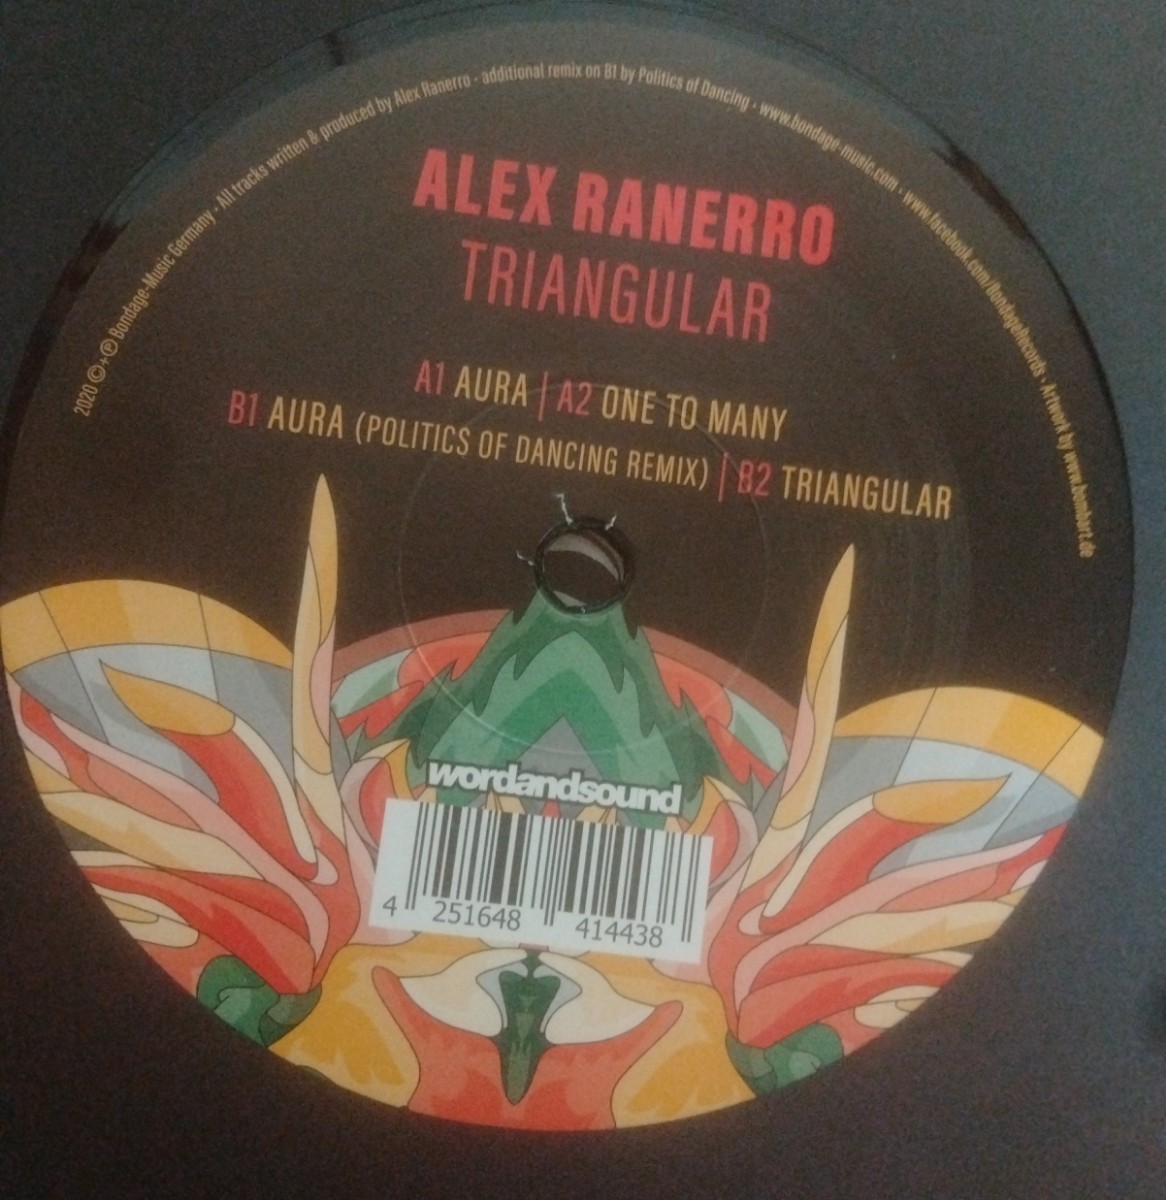 2020 ©+℗ Bondage-Music Germany · All tracks written & produced by Alex Ranerro · additional remix on B1 by Politics of Dancing · www.bondage-music.com · www.facebook.com/BondageRecords · Artwork by www.bomhart.de
ALEX RANERRO
TRIANGULAR
A1 AURA | A2 ONE TO MANY
B1 AURA (POLITICS OF DANCING REMIX) | B2 TRIANGULAR
wordandsound
4 251648 414438